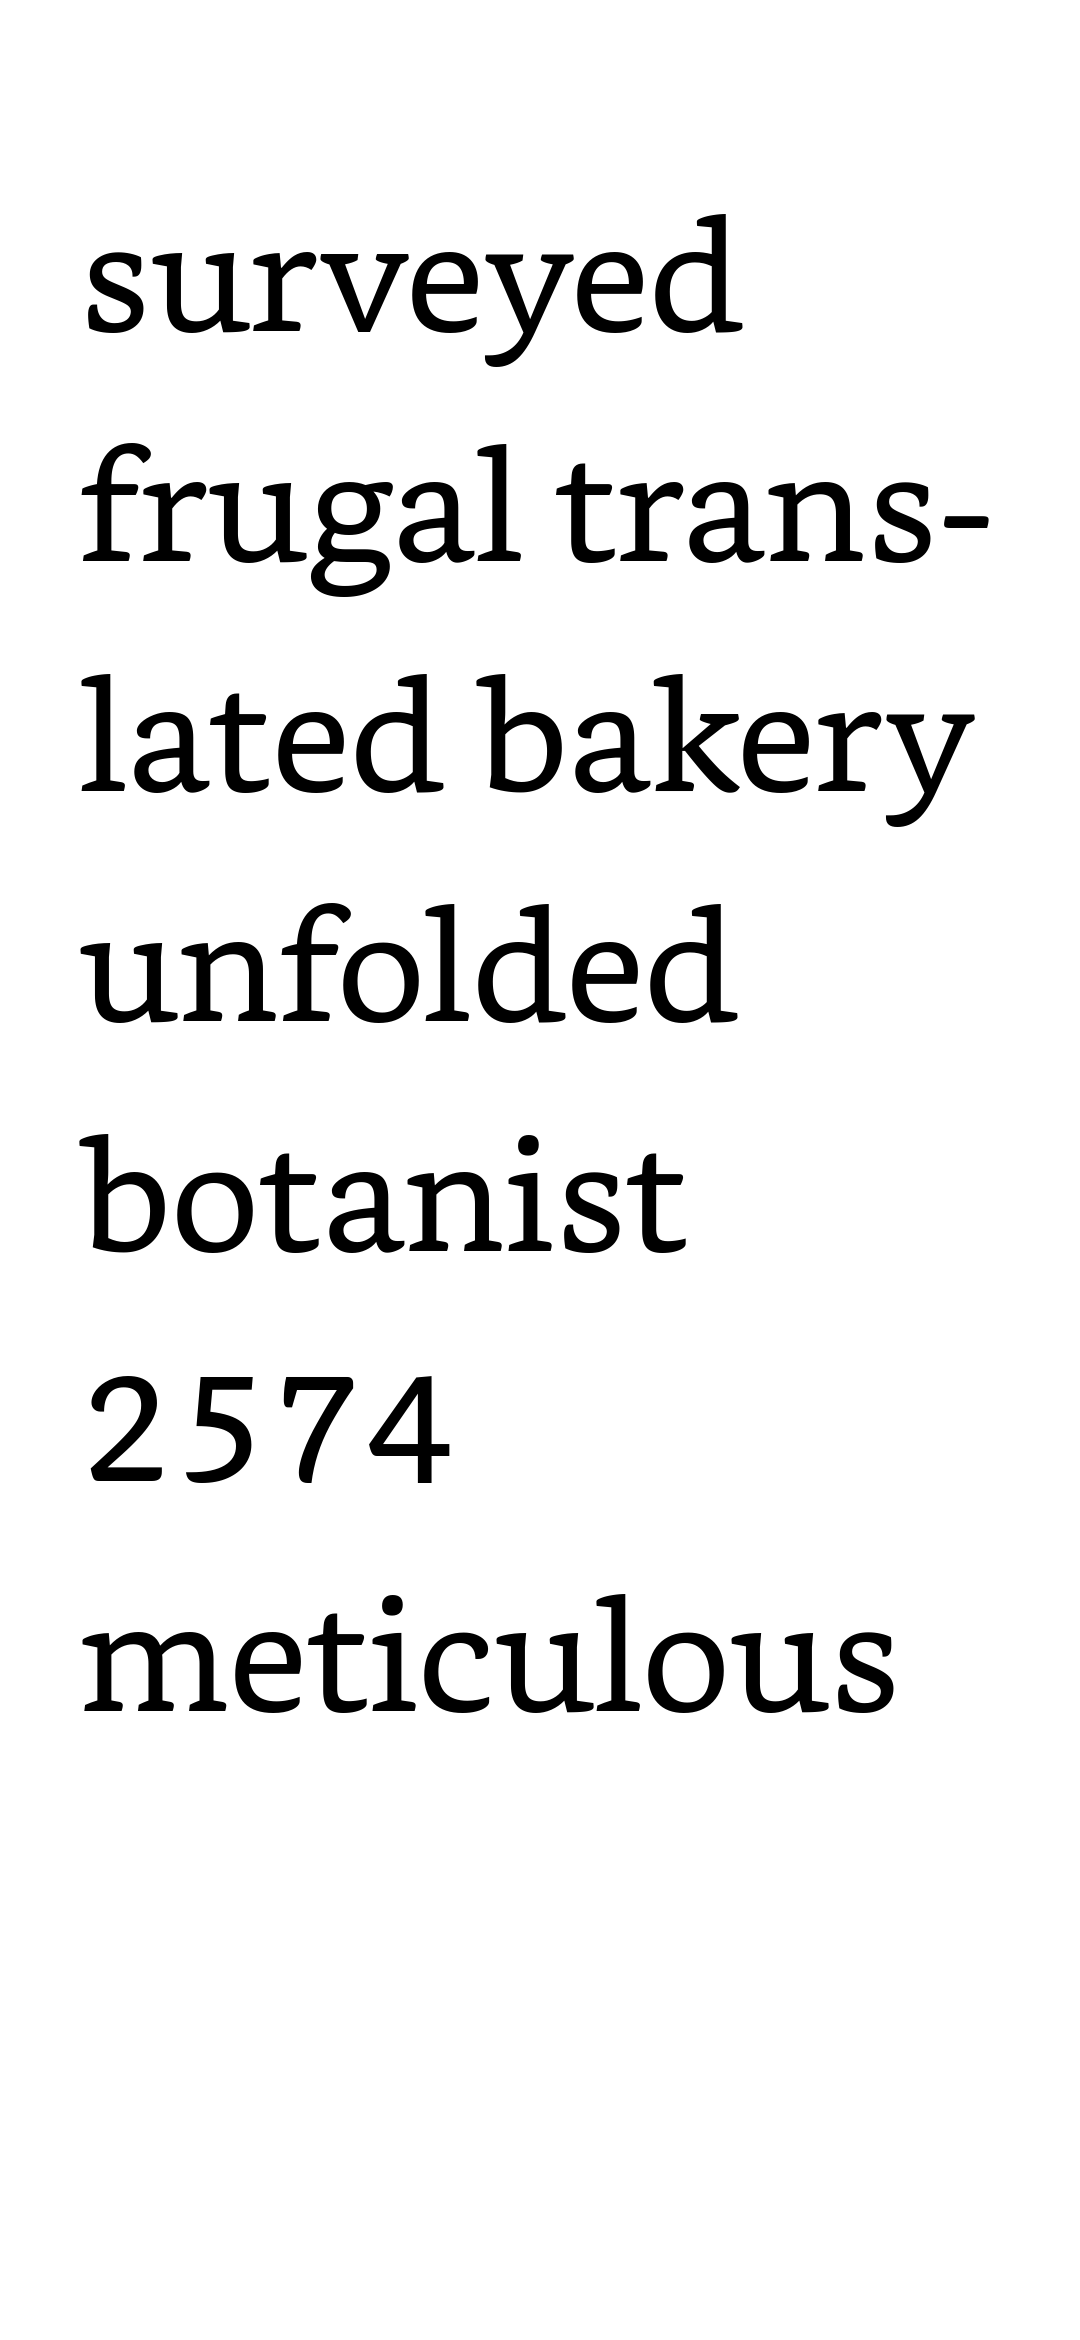 surveyed
frugal trans-
lated bakery
unfolded
botanist
2574
meticulous